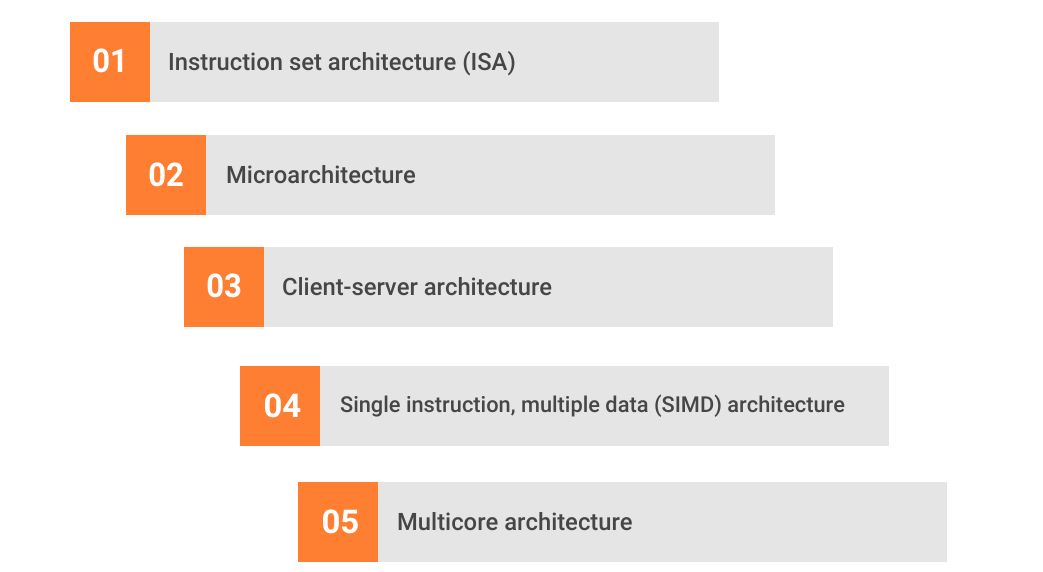 01 Instruction set architecture (ISA)
02 Microarchitecture
03 Client-server architecture
04 Single instruction, multiple data (SIMD) architecture
05 Multicore architecture